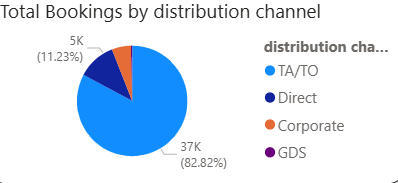 Total Bookings by distribution channel
5K
(11.23%)
37K
(82.82%)
distribution cha...
TA/TO
Direct
Corporate
GDS